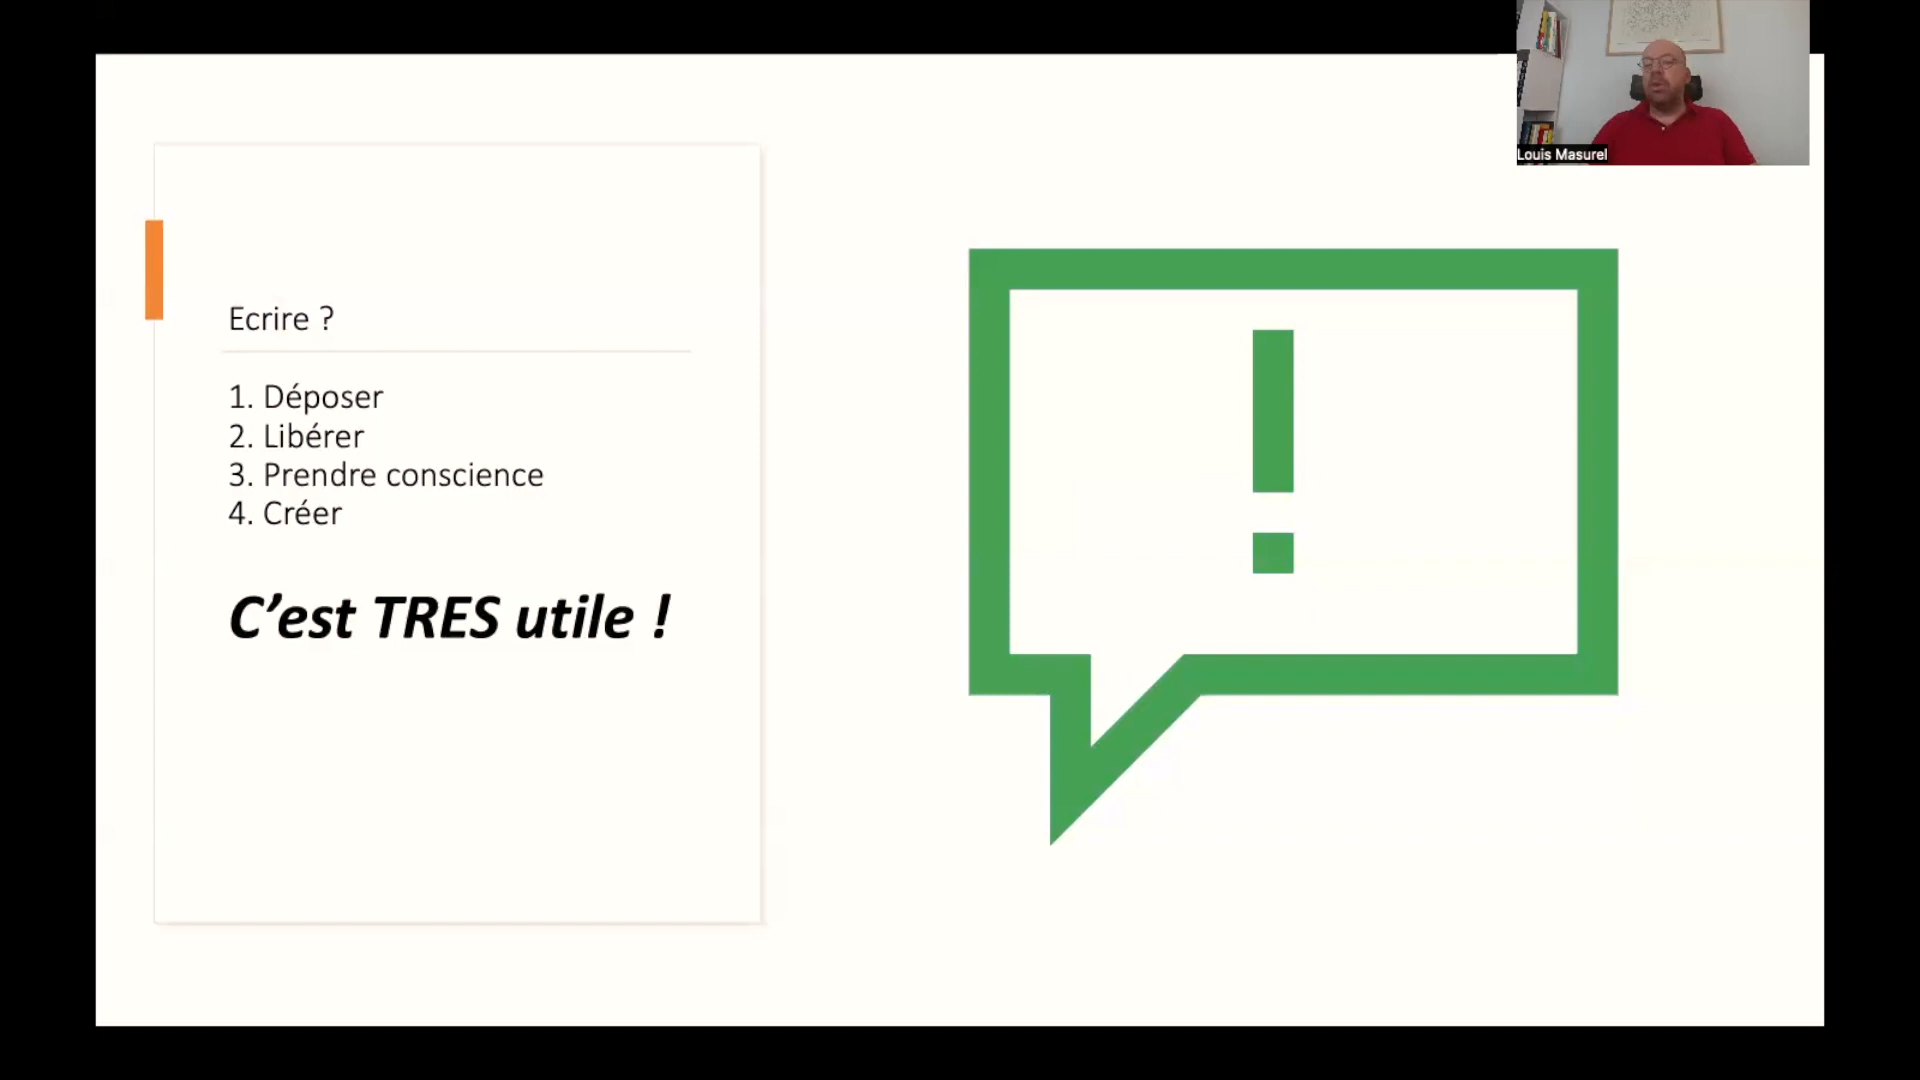 Louis Masurel
Ecrire ?
1. Déposer
2. Libérer
3. Prendre conscience
4. Créer
C’est TRES utile !
!